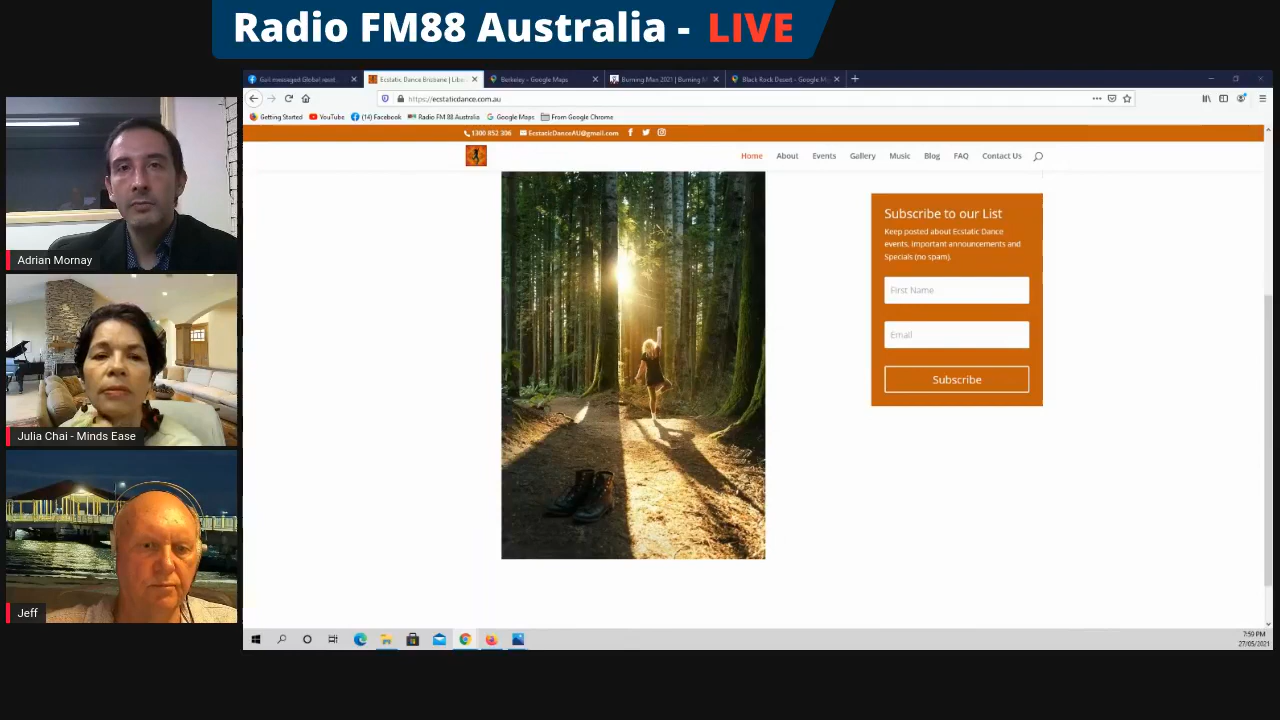 Radio FM88 Australia - LIVE
Ecstatic Dance Brisbane | Libe
Berkeley - Google Maps
Burning Man 2021 | Burning M
Black Rock Desert - Google M
https://ecstaticdance.com.au
Getting Started
YouTube
(14) Facebook
Radio FM 88 Australia
Google Maps
From Google Chrome
1300 852 306
EcstaticDanceAU@gmail.com
Home
About
Events
Gallery
Music
Blog
FAQ
Contact Us
Adrian Mornay
Julia Chai - Minds Ease
Jeff
Subscribe to our List
Keep posted about Ecstatic Dance
events, important announcements and
Specials (no spam).
First Name
Email
Subscribe
7:59 PM
27/05/2021